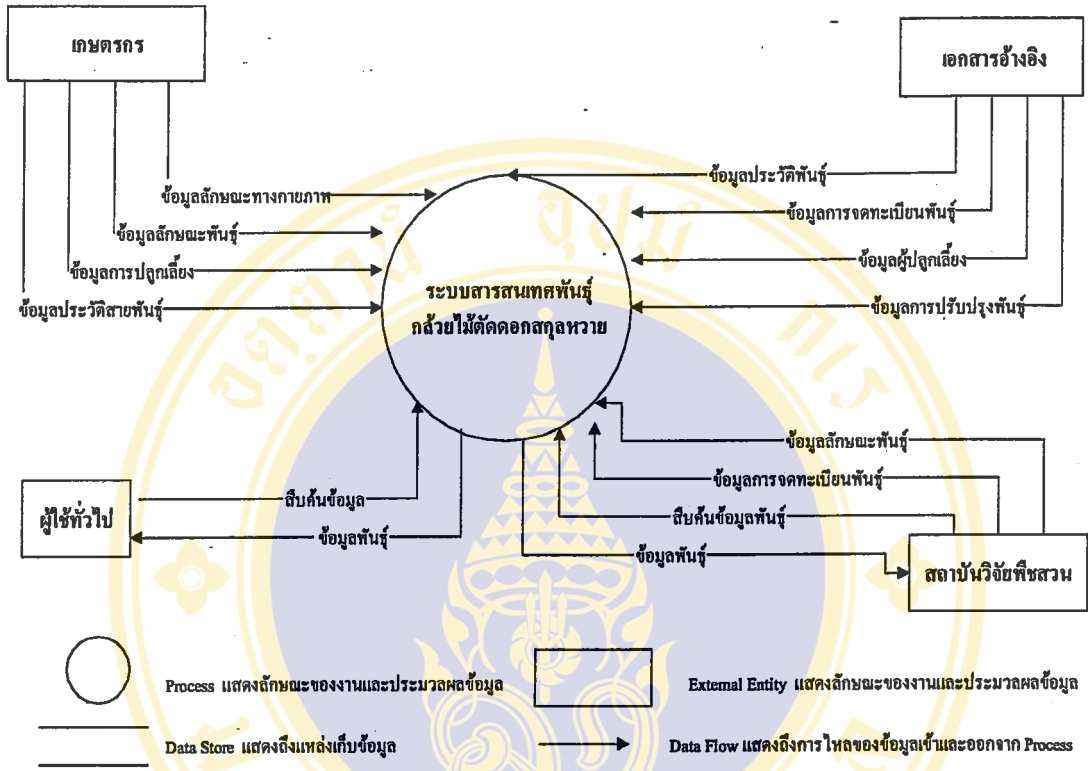 เกษตรกร
เอกสารอ้างอิง
ข้อมูลประวัติพันธุ์
ข้อมูลลักษณะทางกายภาพ
ข้อมูลการจดทะเบียนพันธุ์
ข้อมูลลักษณะพันธุ์
ข้อมูลการปลูกเลี้ยง
ข้อมูลผู้ปลูกเลี้ยง
ข้อมูลประวัติสายพันธุ์
ระบบสารสนเทศพันธุ์
กล้วยไม้ตัดดอกสกุลหวาย
ข้อมูลการปรับปรุงพันธุ์
ข้อมูลลักษณะพันธุ์
ข้อมูลการจดทะเบียนพันธุ์
สืบค้นข้อมูล
สืบค้นข้อมูลพันธุ์
ผู้ใช้ทั่วไป
ข้อมูลพันธุ์
ข้อมูลพันธุ์
สถาบันวิจัยพืชสวน
Process แสดงลักษณะของงานและประมวลผลข้อมูล
External Entity แสดงลักษณะของงานและประมวลผลข้อมูล
Data Store แสดงถึงแหล่งเก็บข้อมูล
Data Flow แสดงถึงการไหลของข้อมูลเข้าและออกจาก Process